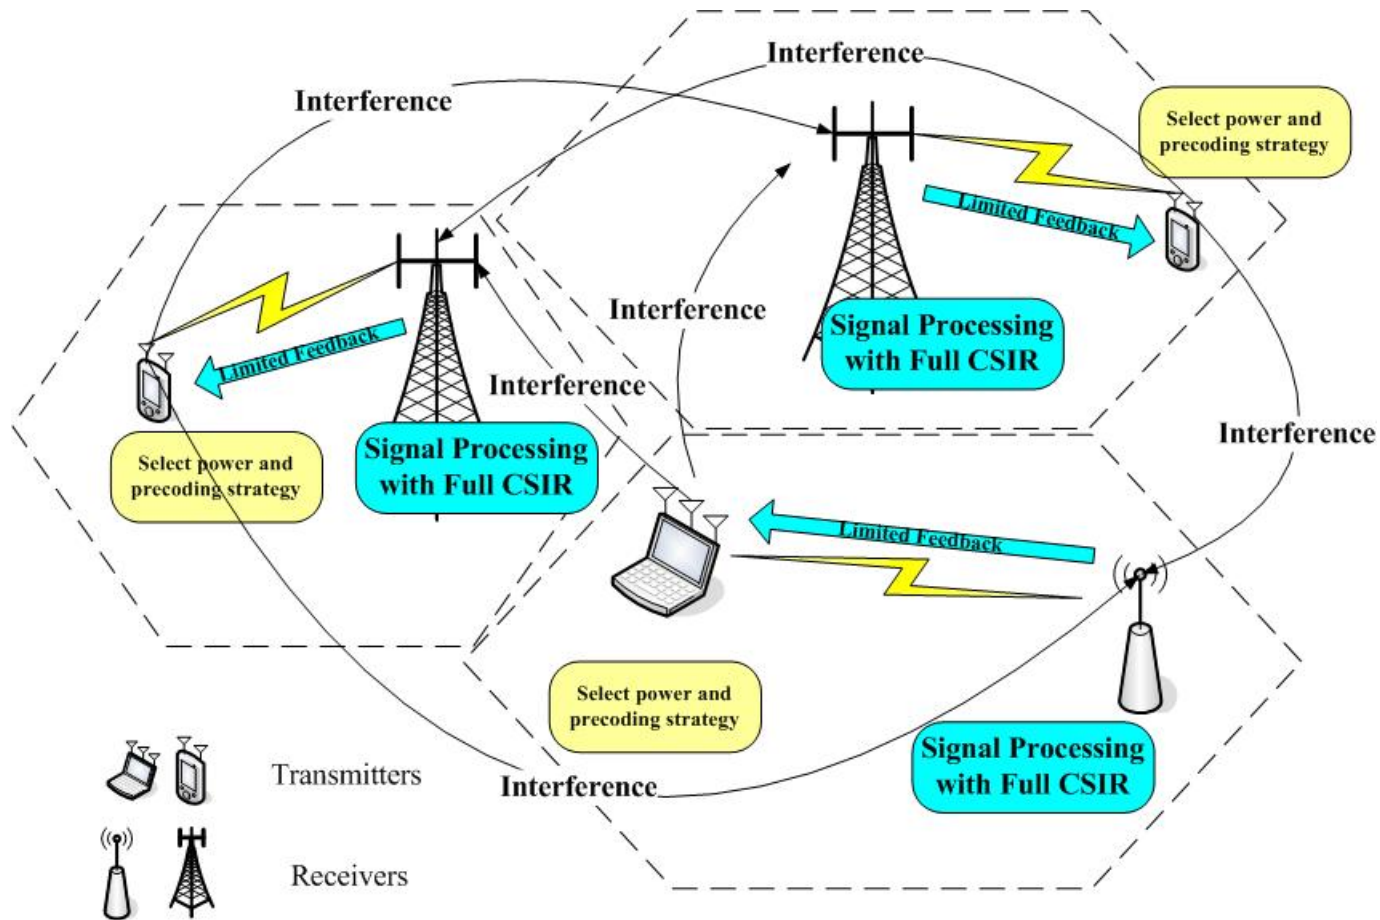 Interference
Interference
Select power and
precoding strategy
Limited Feedback
Interference
Signal Processing
with Full CSIR
Limited Feedback
Interference
Interference
Signal Processing
with Full CSIR
Select power and
precoding strategy
Limited Feedback
Select power and
precoding strategy
Signal Processing
with Full CSIR
Interference
Transmitters
Receivers